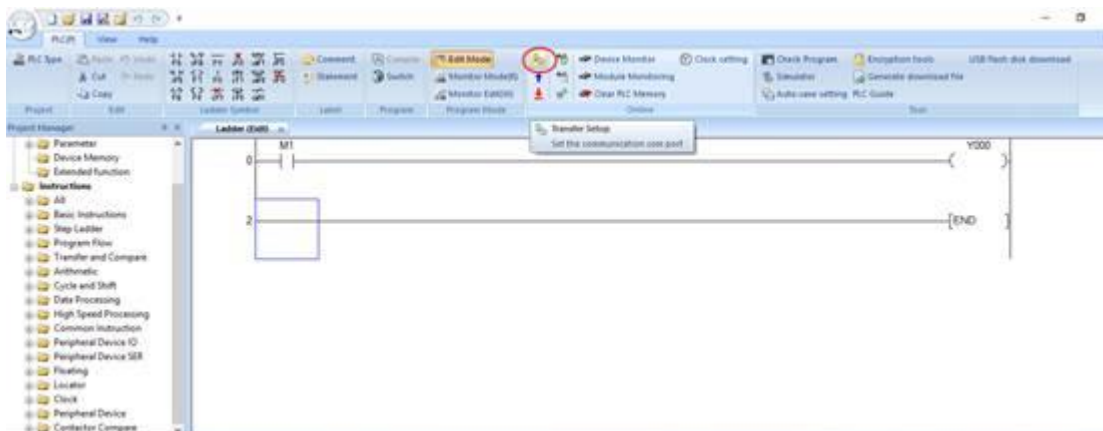 PLC(P) View Help
PLC Type Paste Undo
Cut Redo
Copy
Comment
Statement
Compile
Switch
Edit Mode
Monitor Mode(R)
Monitor Edit(W)
Device Monitor
Module Monitoring
Clear PLC Memory
Clock setting
Check Program
Simulator
Auto save setting
Encryption tools
Generate download file
PLC Guide
USB flash disk download
Project Edit Ladder Symbol Label Program Program Mode Online Tool
Project Manager
Ladder (Edit)
Transfer Setup
Set the communication com port
Parameter
Device Memory
Extended Function
Instructions
All
Basic Instructions
Step Ladder
Program Flow
Transfer and Compare
Arithmetic
Cycle and Shift
Data Processing
High Speed Processing
Common Instruction
Peripheral Device IO
Peripheral Device SER
Floating
Locator
Clock
Peripheral Device
Contactor Compare
M1 Y000
0
2 END